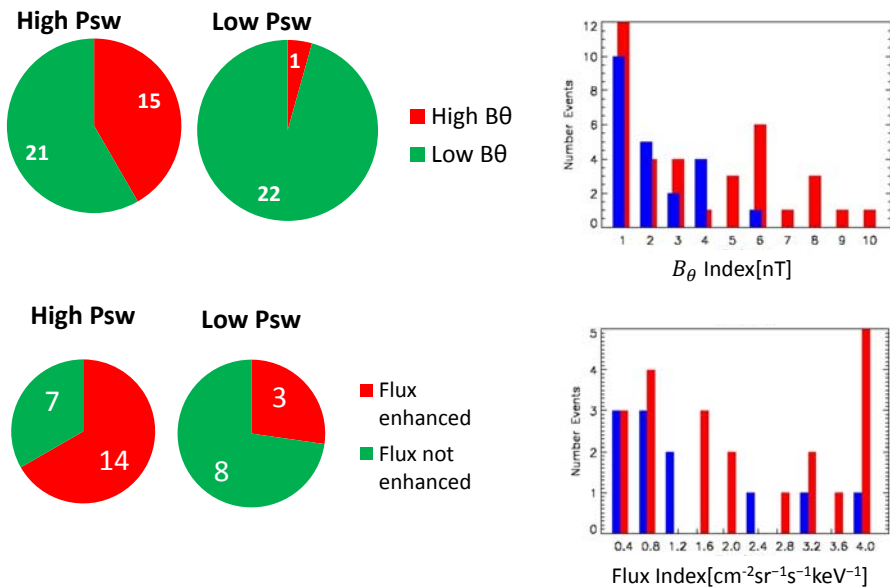 High Psw
Low Psw
15
21
1
22
High Bθ
Low Bθ
Number Events
12
10
8
6
4
2
0
1 2 3 4 5 6 7 8 9 10
B_θ Index[nT]
High Psw
Low Psw
7
14
3
8
Flux
enhanced
Flux not
enhanced
Number Events
5
4
3
2
1
0
0.4 0.8 1.2 1.6 2.0 2.4 2.8 3.2 3.6 4.0
Flux Index[cm⁻²sr⁻¹s⁻¹keV⁻¹]